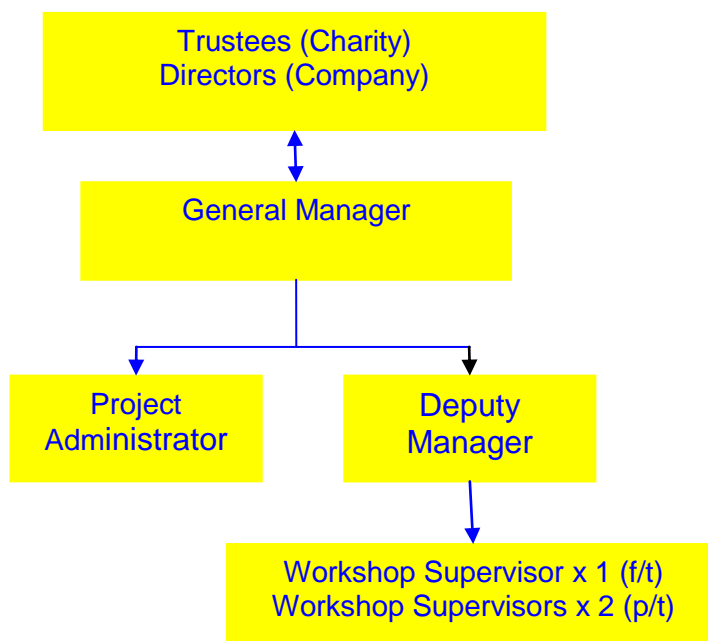 Trustees (Charity)
Directors (Company)
General Manager
Project
Administrator
Deputy
Manager
Workshop Supervisor x 1 (f/t)
Workshop Supervisors x 2 (p/t)